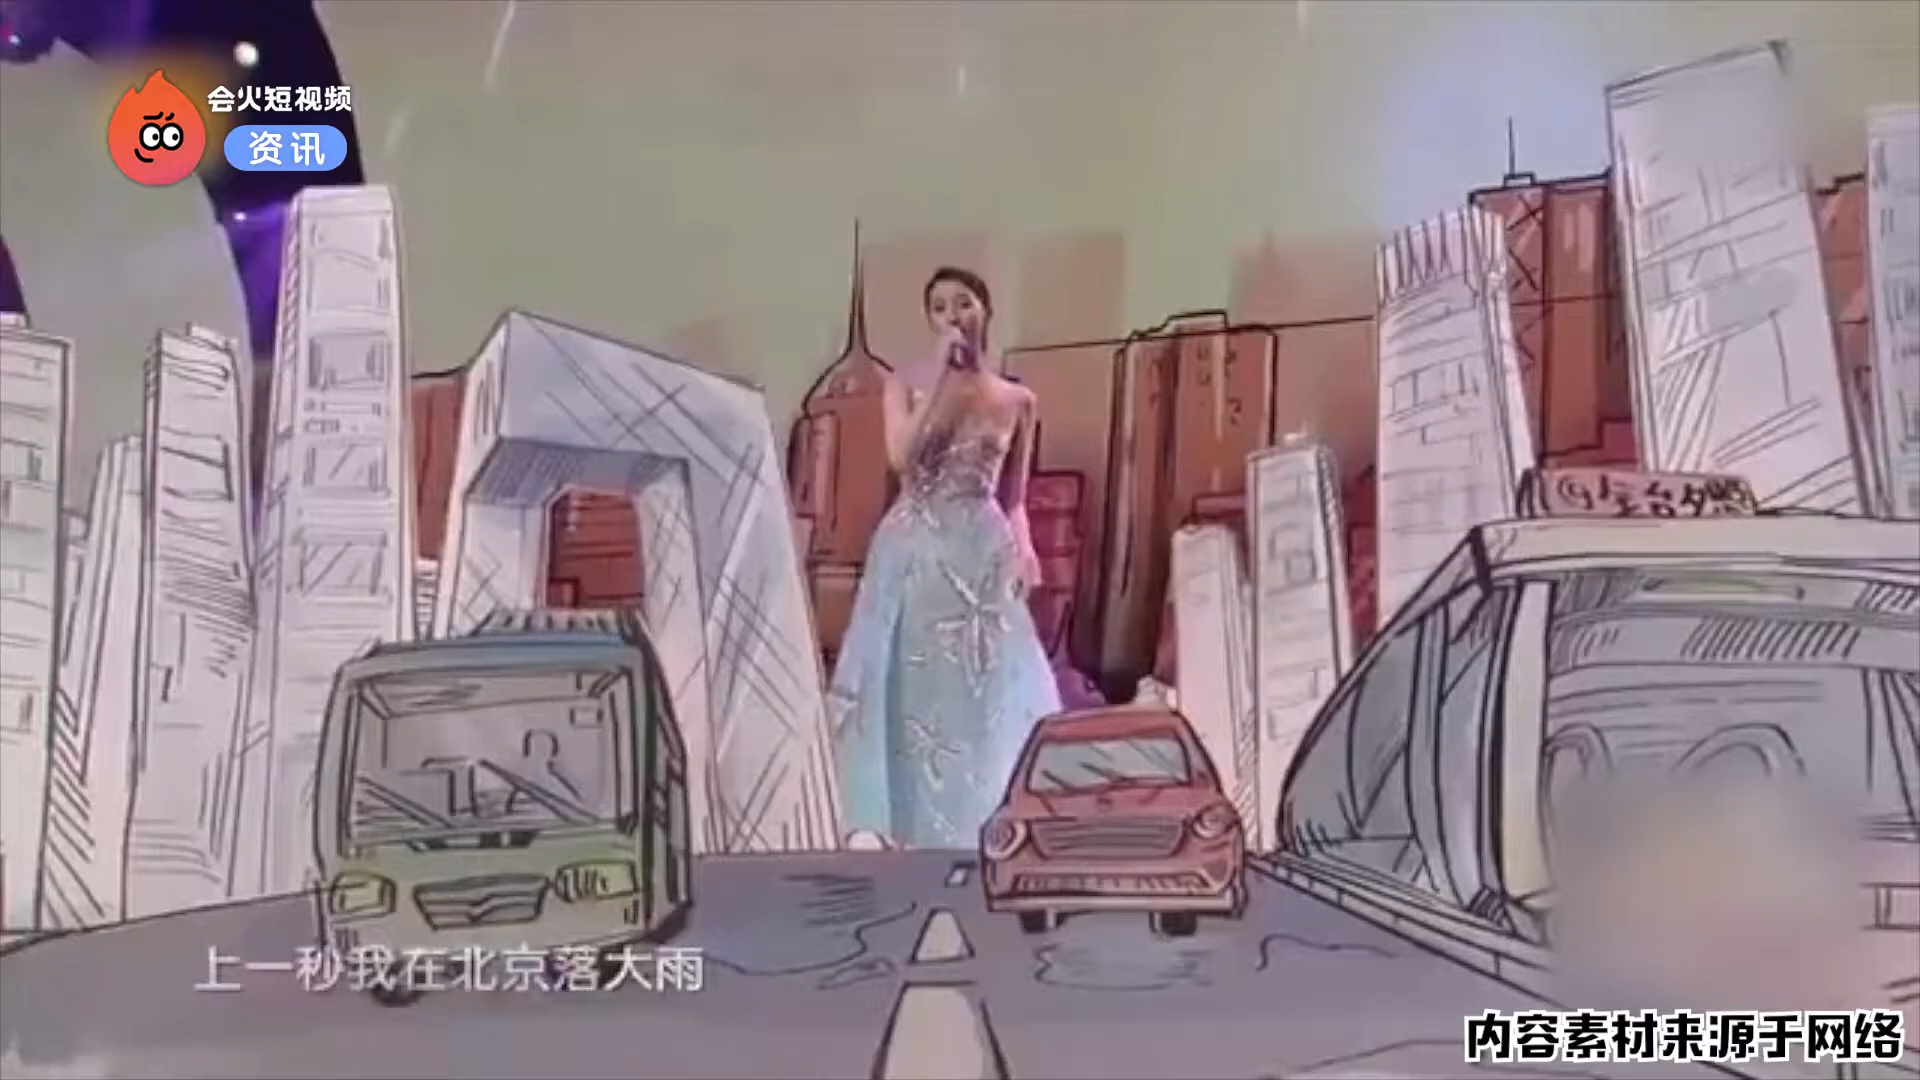 会火短视频
资讯
上一秒我在北京落大雨
内容素材来源于网络